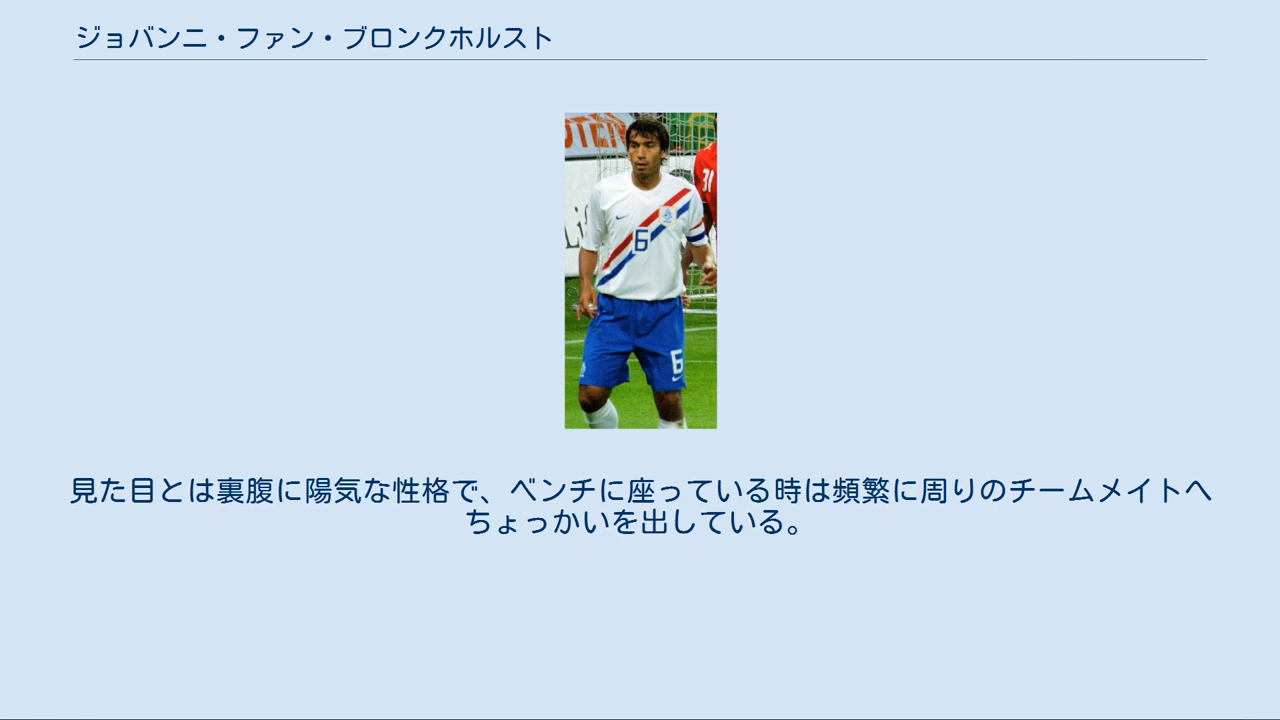 ジョバンニ・ファン・ブロンクホルスト
31
6
6
見た目とは裏腹に陽気な性格で、ベンチに座っている時は頻繁に周りのチームメイトへ
ちょっかいを出している。